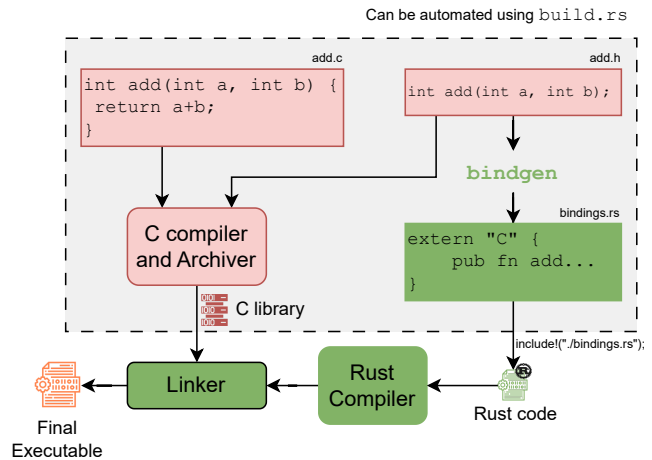 Can be automated using build.rs
add.c
int add(int a, int b) {
return a+b;
}
add.h
int add(int a, int b);
bindgen
bindings.rs
extern "C" {
pub fn add...
}
C compiler
and Archiver
C library
include!("./bindings.rs");
Linker
Rust
Compiler
R
Rust code
Final
Executable